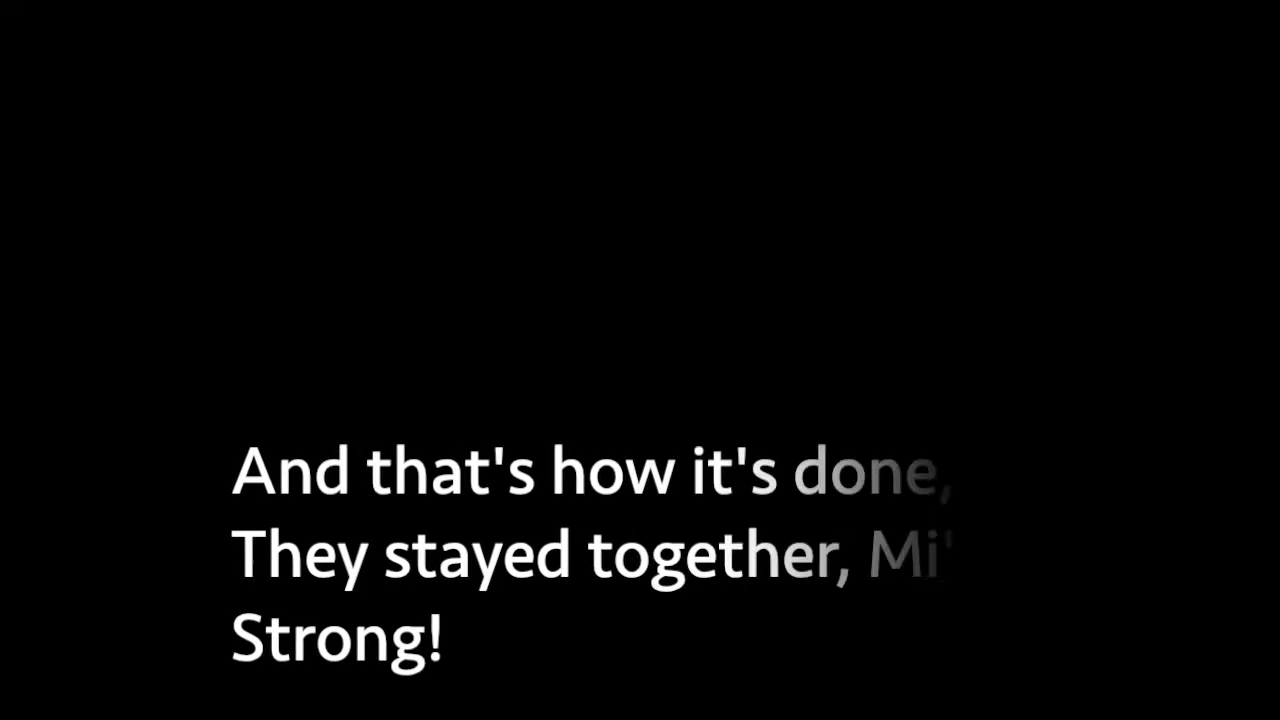 And that's how it's done,
They stayed together,
Strong!